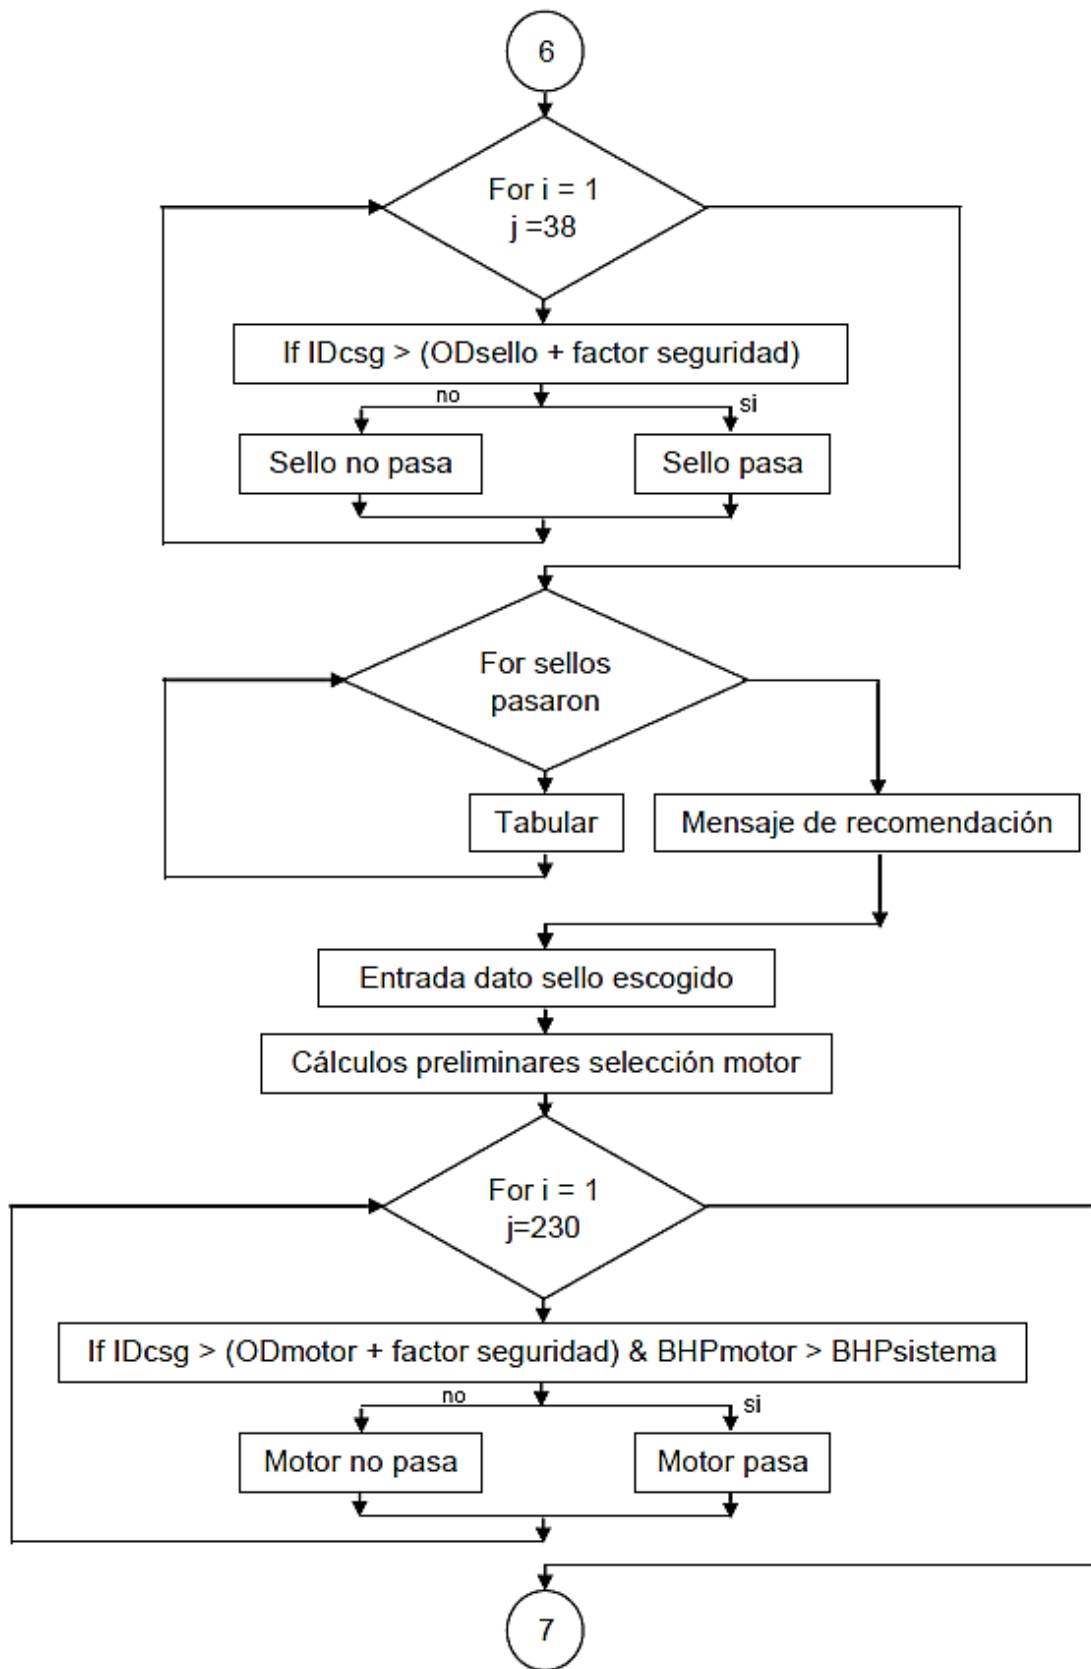 6
For i = 1
j =38
If IDcsg > (ODsello + factor seguridad)
no
si
Sello no pasa
Sello pasa
For sellos
pasaron
Tabular
Mensaje de recomendación
Entrada dato sello escogido
Cálculos preliminares selección motor
For i = 1
j=230
If IDcsg > (ODmotor + factor seguridad) & BHPmotor > BHPsistema
no
si
Motor no pasa
Motor pasa
7